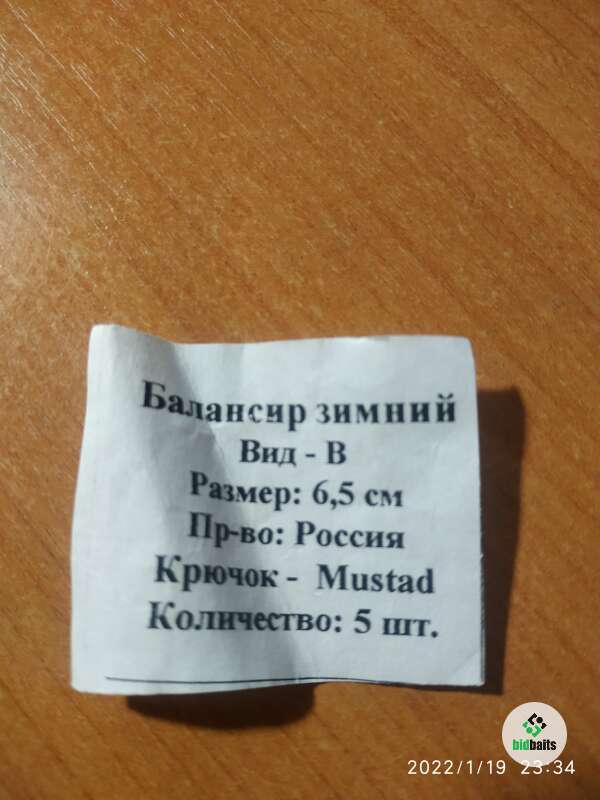 Балансир зимний
Вид - В
Размер: 6,5 см
Пр-во: Россия
Крючок - Mustad
Количество: 5 шт.
bidbaits
2022/1/19 23:34